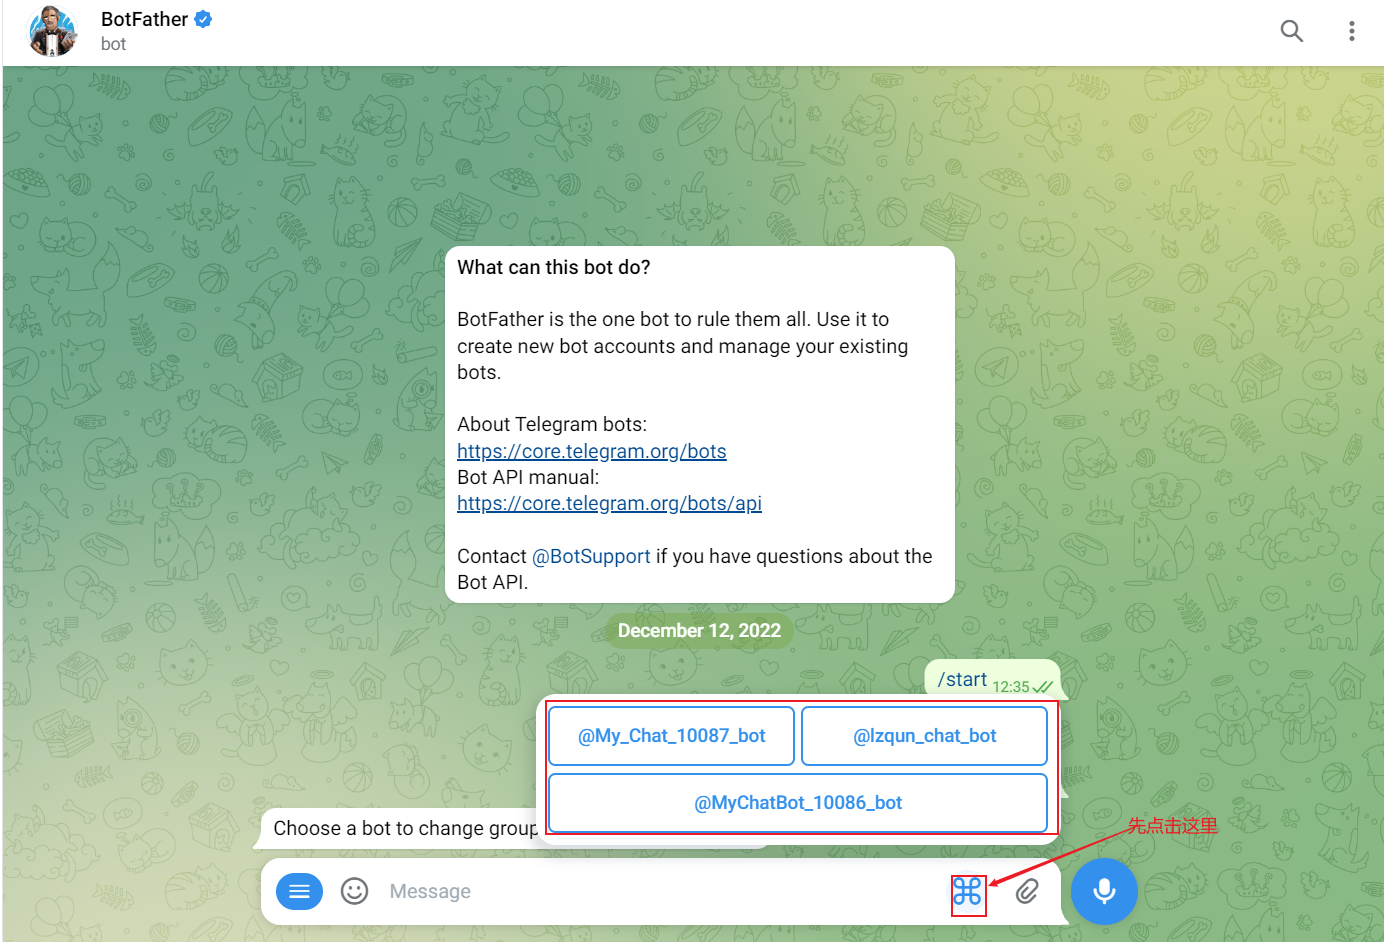 BotFather
bot
What can this bot do?
BotFather is the one bot to rule them all. Use it to
create new bot accounts and manage your existing
bots.
About Telegram bots:
https://core.telegram.org/bots
Bot API manual:
https://core.telegram.org/bots/api
Contact @BotSupport if you have questions about the
Bot API.
December 12, 2022
/start 12:35
@My_Chat_10087_bot
@lzqun_chat_bot
@MyChatBot_10086_bot
Choose a bot to change group
先点击这里
Message